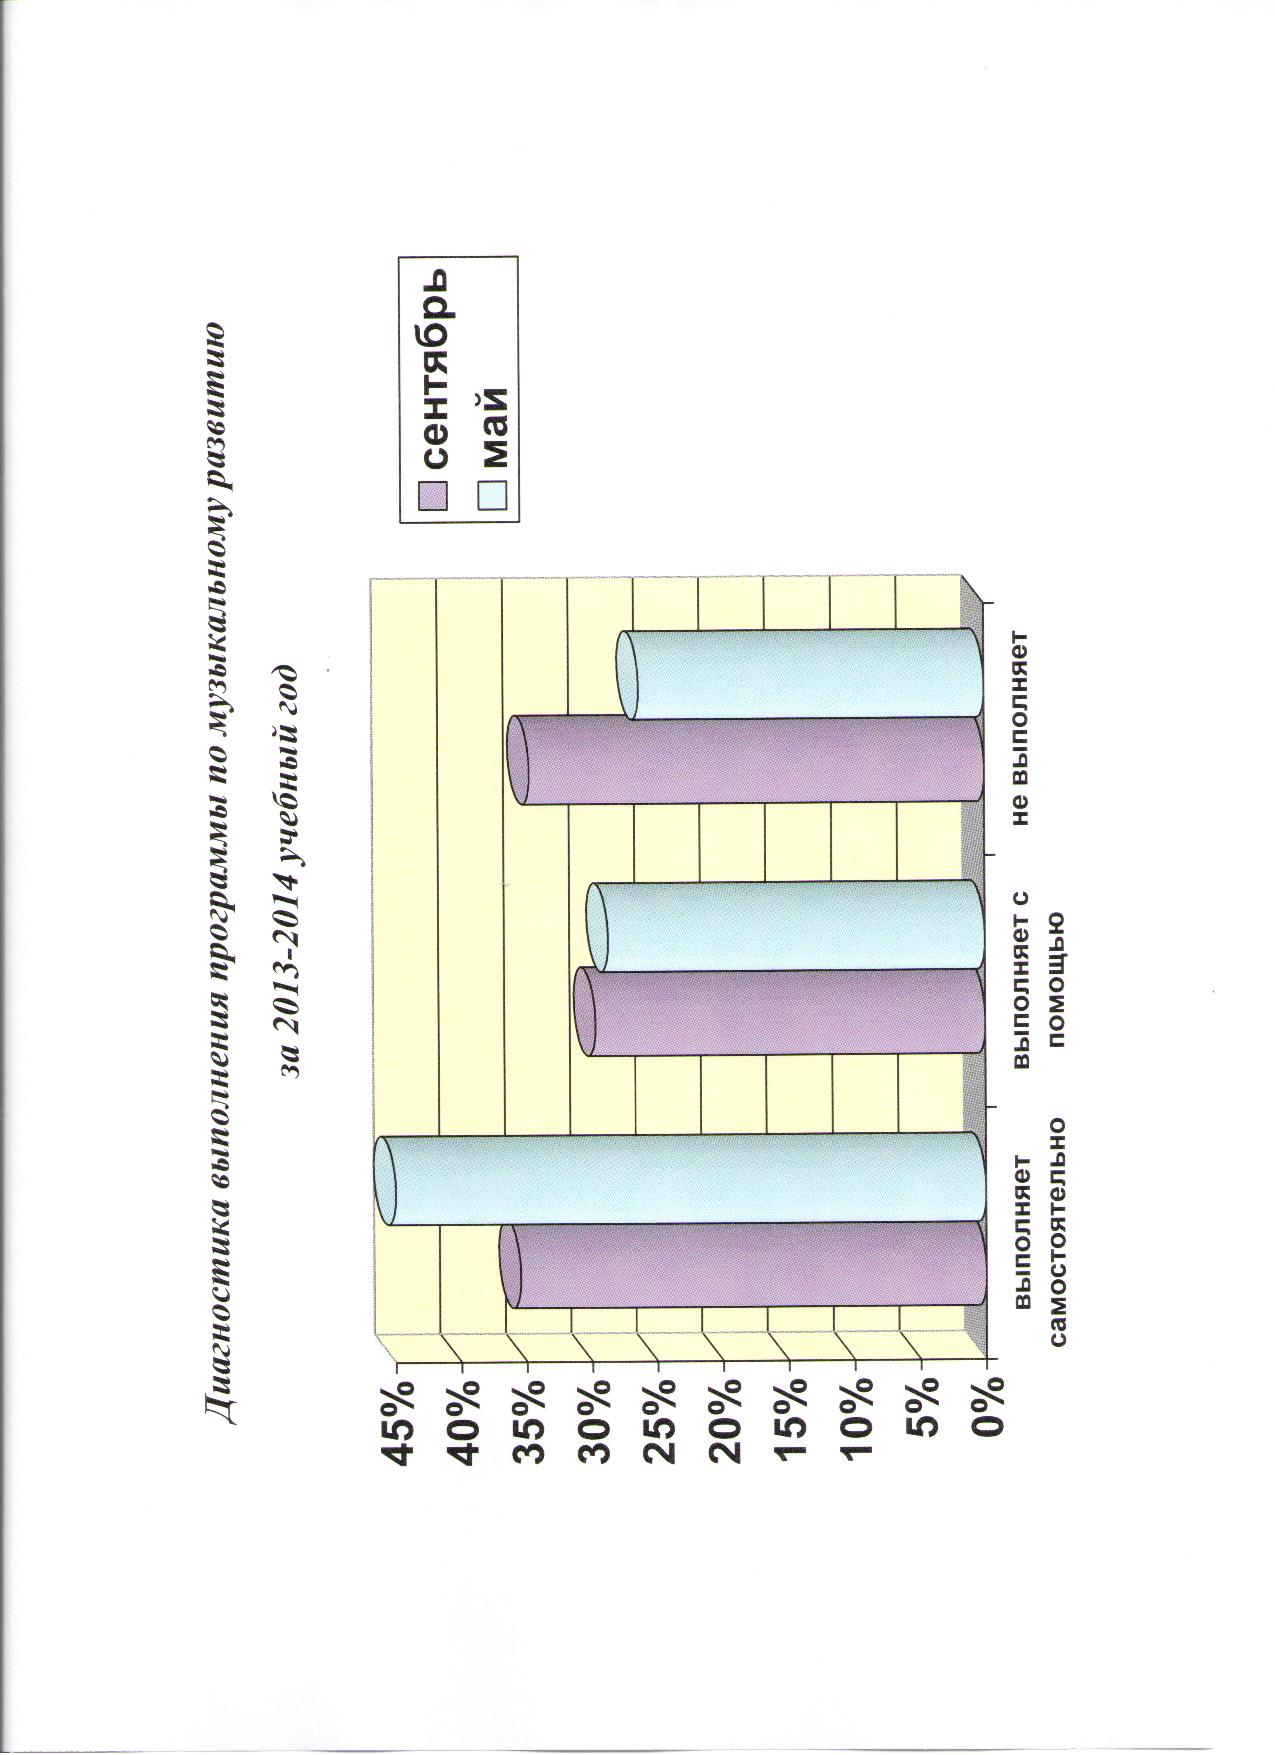 Диагностика выполнения программы по музыкальному развитию
за 2013-2014 учебный год
45%
40%
35%
30%
25%
20%
15%
10%
5%
0%
выполняет
самостоятельно
выполняет с
помощью
не выполняет
сентябрь
май